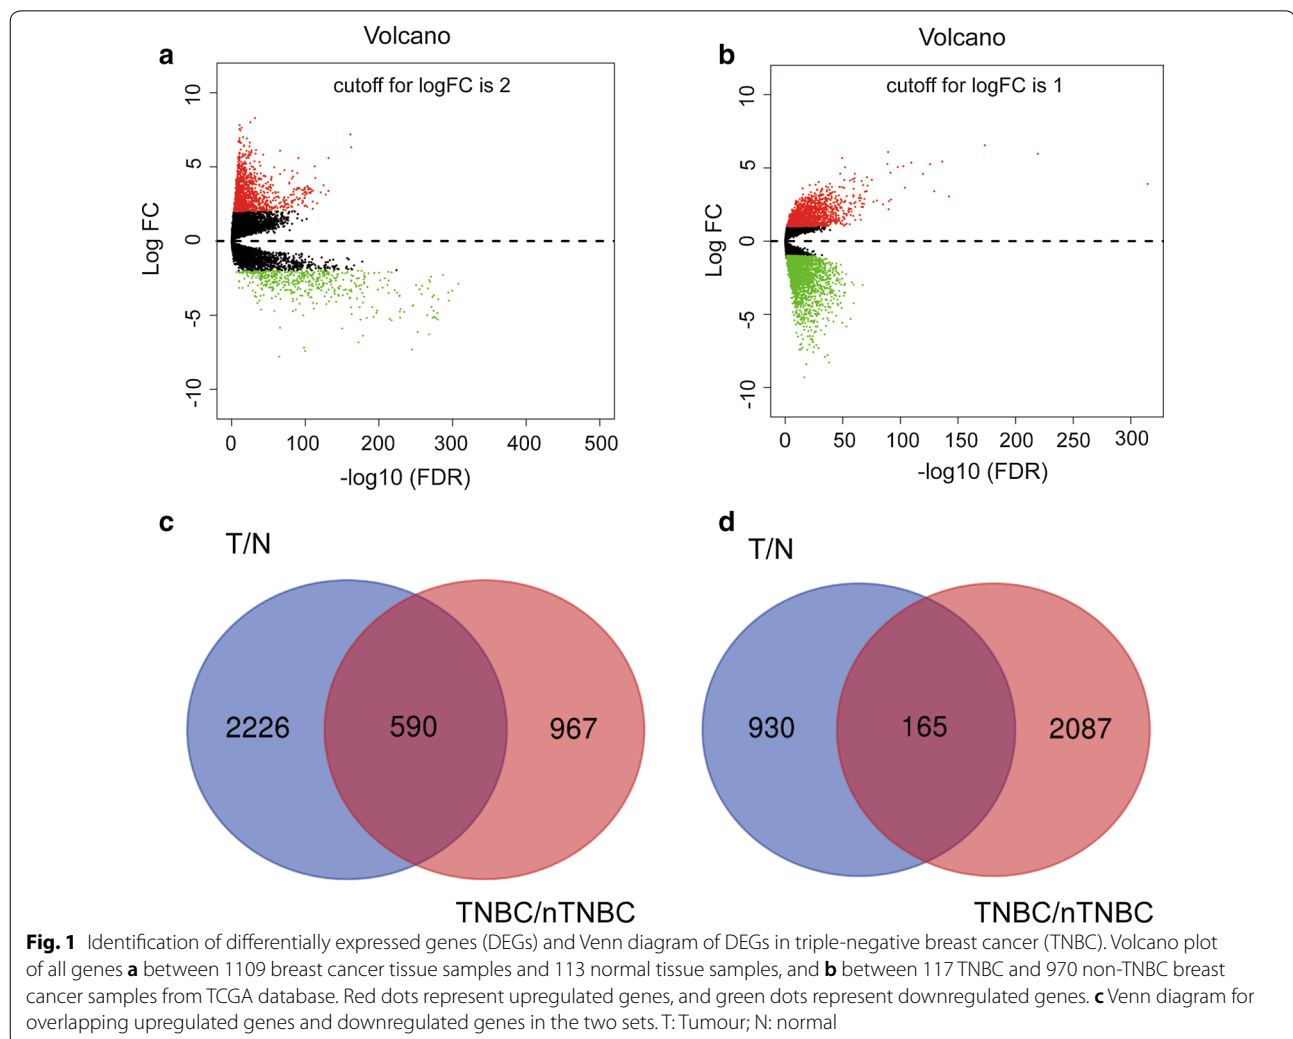 a
Volcano
cutoff for logFC is 2
Log FC
10
5
0
-5
-10
0 100 200 300 400 500
-log10 (FDR)
b
Volcano
cutoff for logFC is 1
Log FC
10
5
0
-5
-10
0 50 100 150 200 250 300
-log10 (FDR)
c
T/N
2226 590 967
TNBC/nTNBC
d
T/N
930 165 2087
TNBC/nTNBC
Fig. 1 Identification of differentially expressed genes (DEGs) and Venn diagram of DEGs in triple-negative breast cancer (TNBC). Volcano plot
of all genes a between 1109 breast cancer tissue samples and 113 normal tissue samples, and b between 117 TNBC and 970 non-TNBC breast
cancer samples from TCGA database. Red dots represent upregulated genes, and green dots represent downregulated genes. c Venn diagram for
overlapping upregulated genes and downregulated genes in the two sets. T: Tumour; N: normal